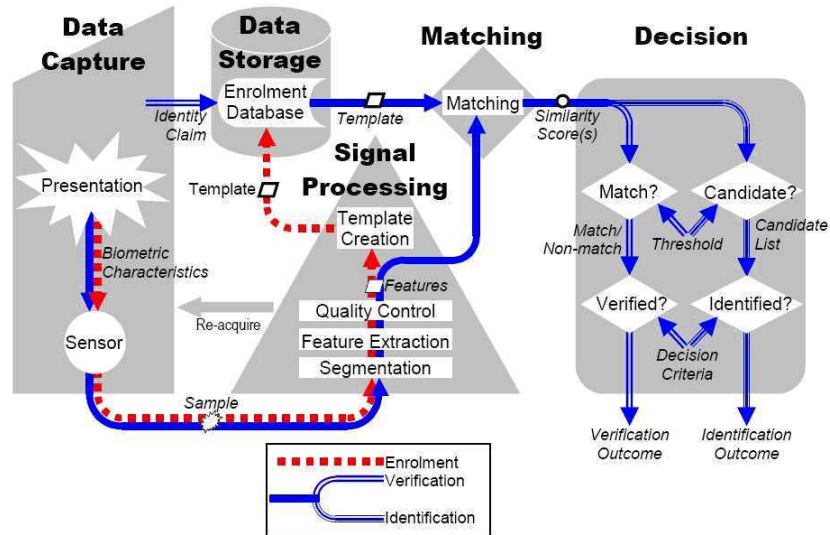 Data
Capture
Data
Storage
Matching
Decision
Identity
Claim
Enrolment
Database
Template
Matching
Similarity
Score(s)
Presentation
Template
Signal
Processing
Template
Creation
Match?
Candidate?
Biometric
Characteristics
Features
Match/
Non-match
Threshold
Candidate
List
Sensor
Re-acquire
Quality Control
Feature Extraction
Segmentation
Verified?
Identified?
Decision
Criteria
Sample
Verification
Outcome
Identification
Outcome
Enrolment
Verification
Identification